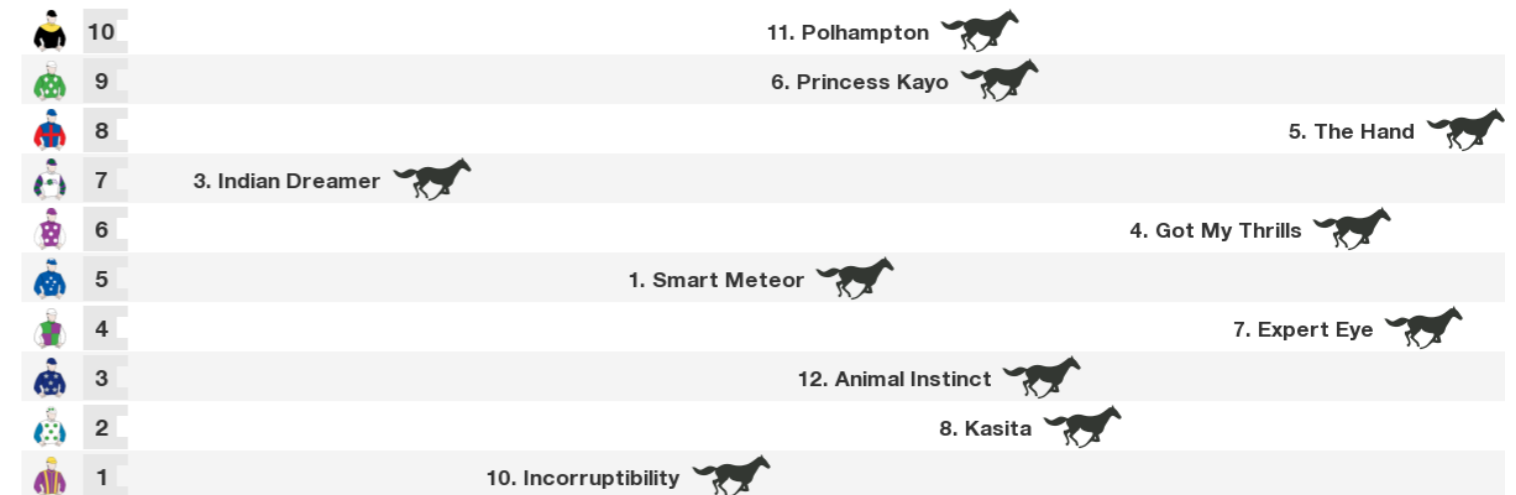 10 11. Polhampton
9 6. Princess Kayo
8 5. The Hand
7 3. Indian Dreamer
6 4. Got My Thrills
5 1. Smart Meteor
4 7. Expert Eye
3 12. Animal Instinct
2 8. Kasita
1 10. Incorruptibility